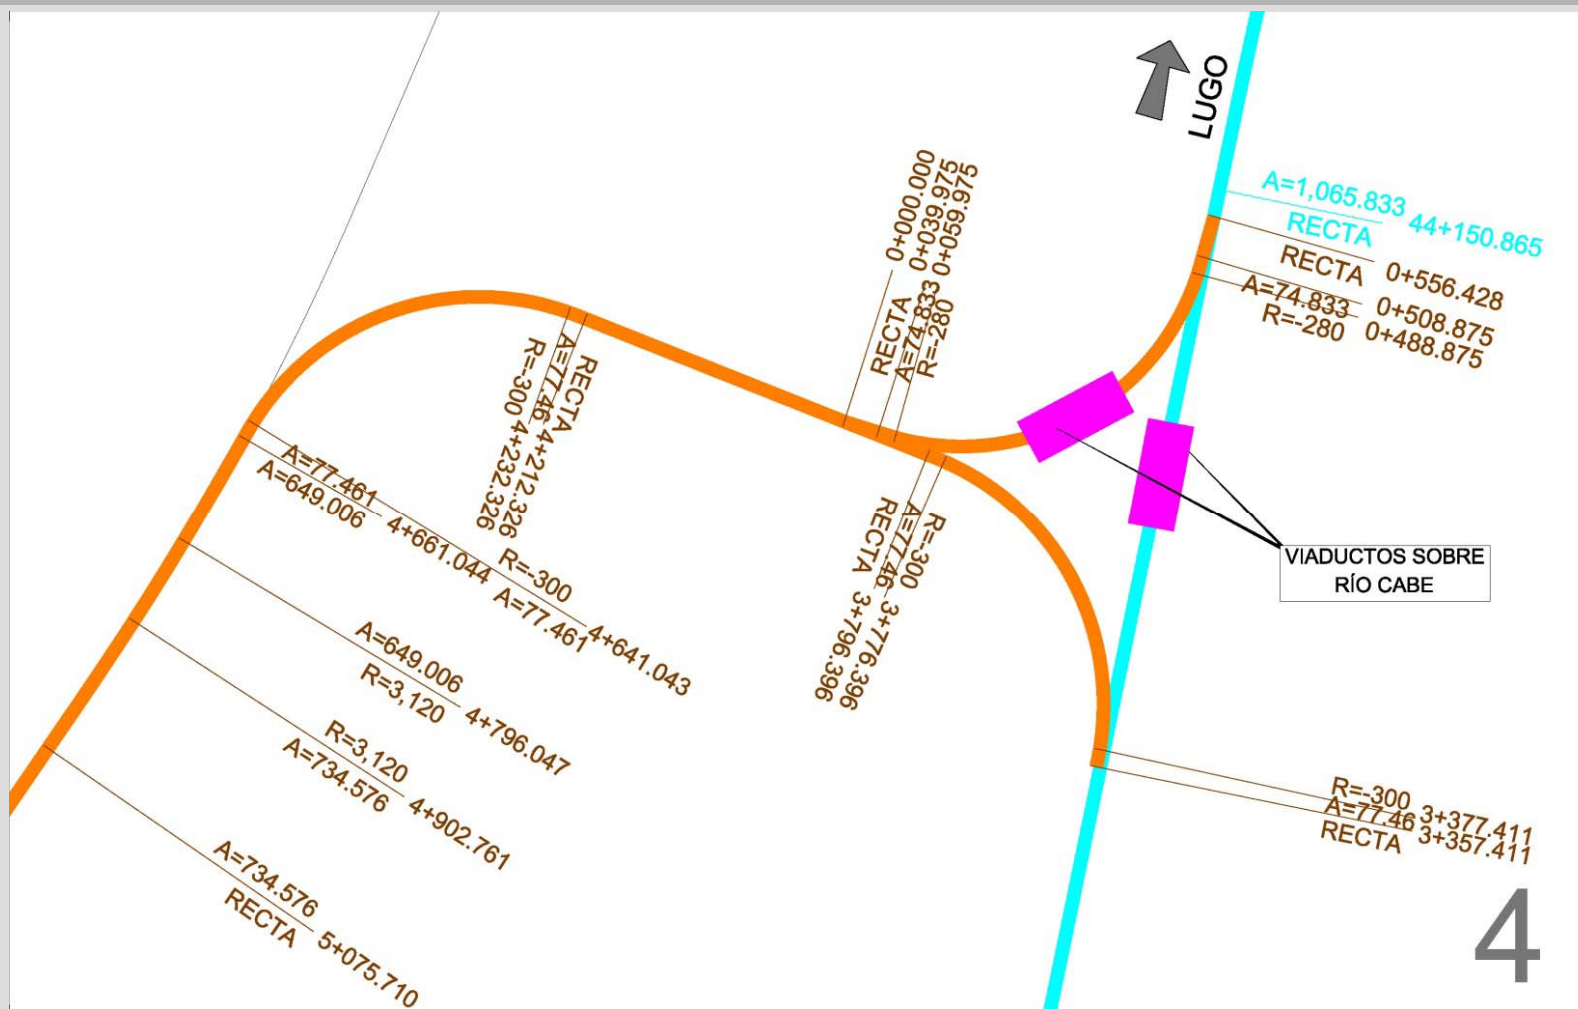 LUGO
A=1,065.833
RECTA 44+150.865
RECTA 0+556.428
A=74.833 0+508.875
R=-280 0+488.875
RECTA 0+000.000
A=74.833 0+039.975
R=-280 0+059.975
RECTA
A=77.46 4+212.326
R=-300 4+232.326
A=77.461
A=649.006 4+661.044
R=-300
A=77.461 4+641.043
A=649.006
R=3,120 4+796.047
R=3,120
A=734.576 4+902.761
A=734.576
RECTA 5+075.710
R=-300
A=77.46 3+776.396
RECTA 3+796.396
VIADUCTOS SOBRE
RÍO CABE
R=-300 3+377.411
A=77.46
RECTA 3+357.411
4